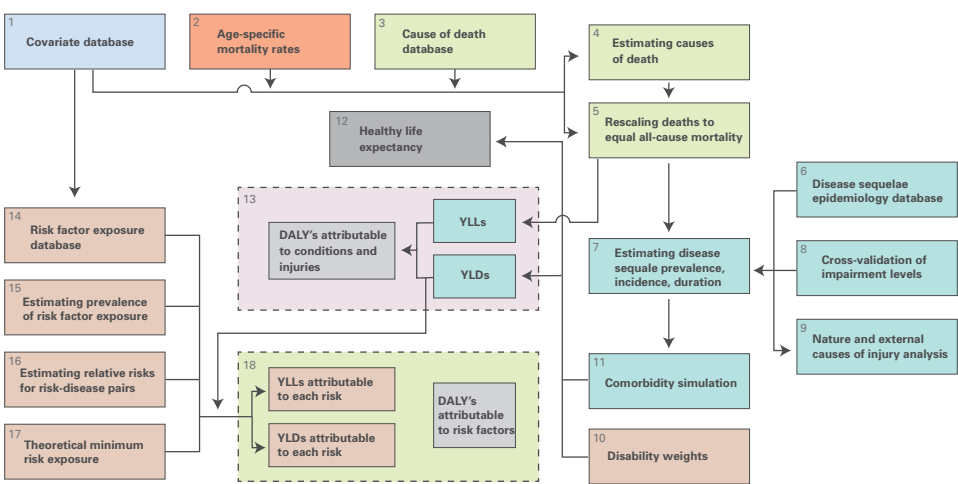 1
Covariate database
2
Age-specific
mortality rates
3
Cause of death
database
4
Estimating causes
of death
5
Rescaling deaths to
equal all-cause mortality
12
Healthy life
expectancy
6
Disease sequelae
epidemiology database
13
YLLs
DALY's attributable
to conditions and
injuries
YLDs
14
Risk factor exposure
database
7
Estimating disease
sequale prevalence,
incidence, duration
8
Cross-validation of
impairment levels
15
Estimating prevalence
of risk factor exposure
9
Nature and external
causes of injury analysis
16
Estimating relative risks
for risk-disease pairs
18
YLLs attributable
to each risk
DALY's
attributable
to risk factors
YLDs attributable
to each risk
11
Comorbidity simulation
17
Theoretical minimum
risk exposure
10
Disability weights